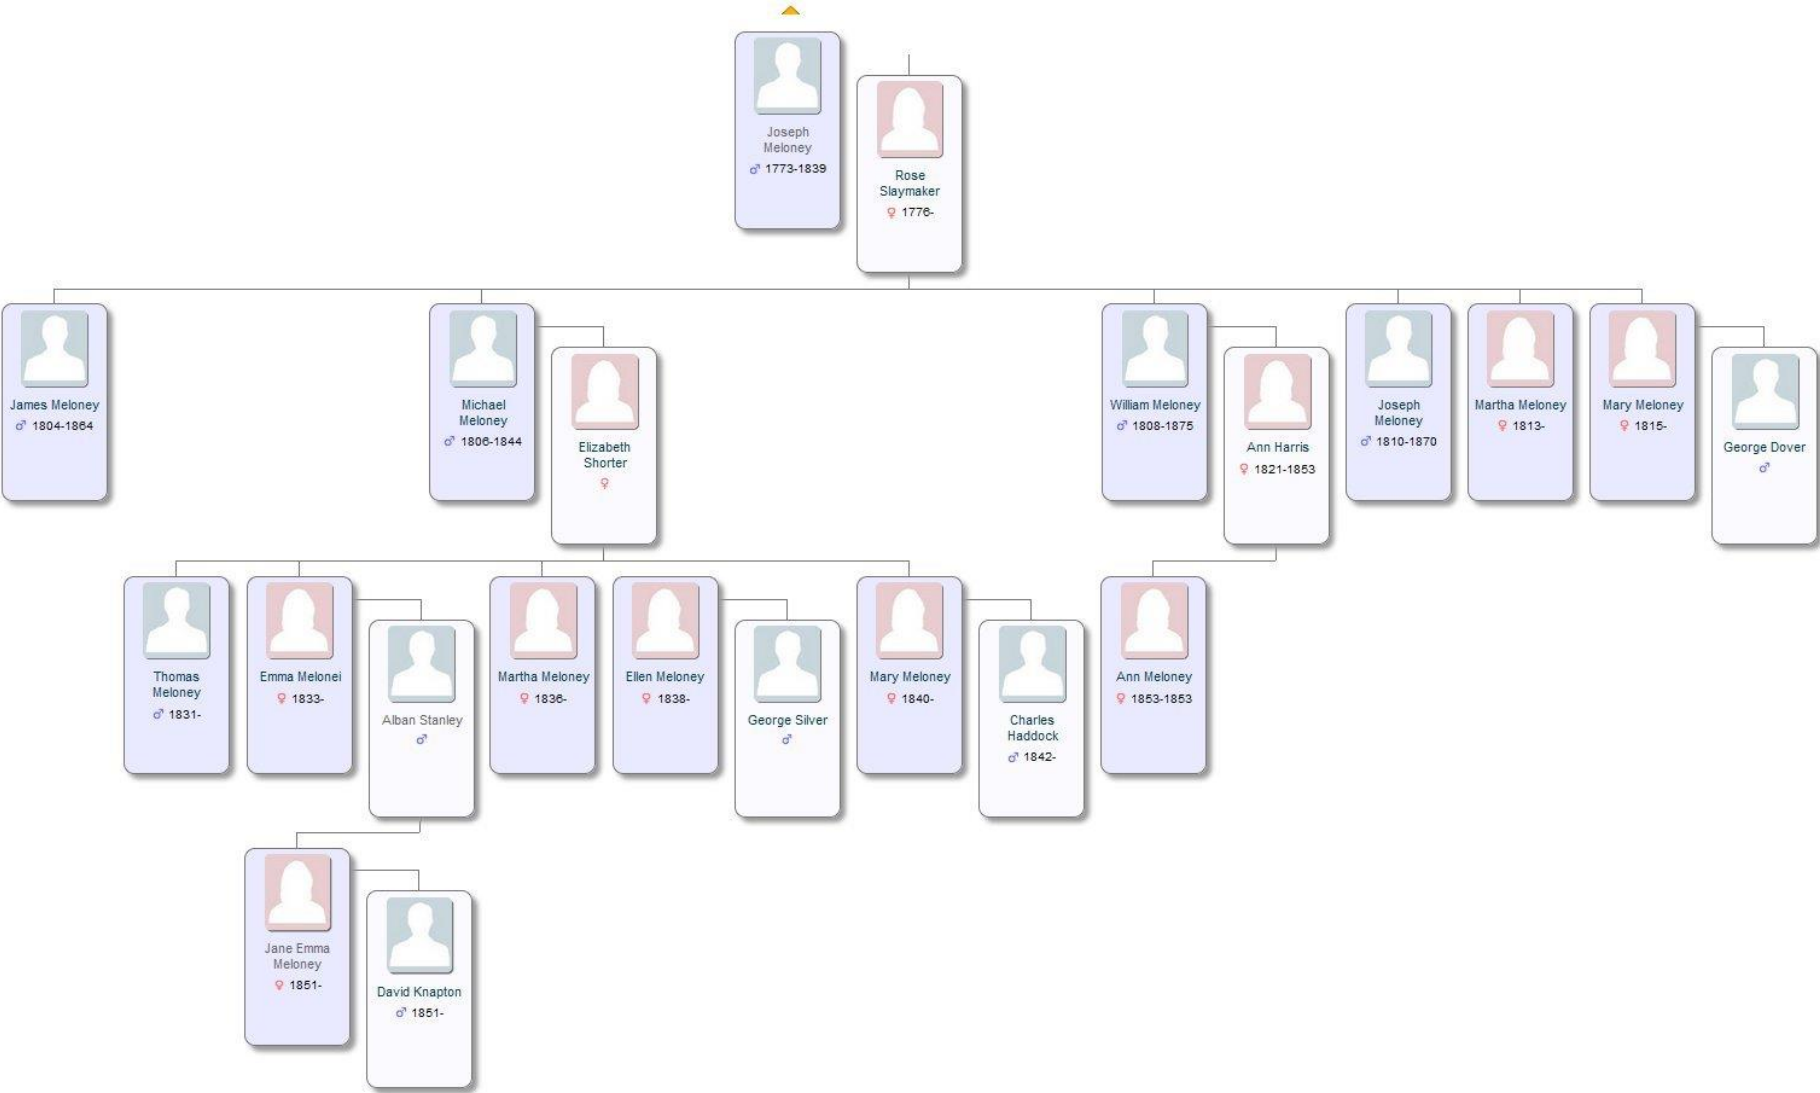 Joseph
Meloney
♂ 1773-1839
Rose
Slaymaker
♀ 1776-
James Meloney
♂ 1804-1864
Michael
Meloney
♂ 1806-1844
Elizabeth
Shorter
♀
William Meloney
♂ 1808-1875
Ann Harris
♀ 1821-1853
Joseph
Meloney
♂ 1810-1870
Martha Meloney
♀ 1813-
Mary Meloney
♀ 1815-
George Dover
♂
Thomas
Meloney
♂ 1831-
Emma Melonei
♀ 1833-
Alban Stanley
♂
Martha Meloney
♀ 1836-
Ellen Meloney
♀ 1838-
George Silver
♂
Mary Meloney
♀ 1840-
Charles
Haddock
♂ 1842-
Ann Meloney
♀ 1853-1853
Jane Emma
Meloney
♀ 1851-
David Knapton
♂ 1851-